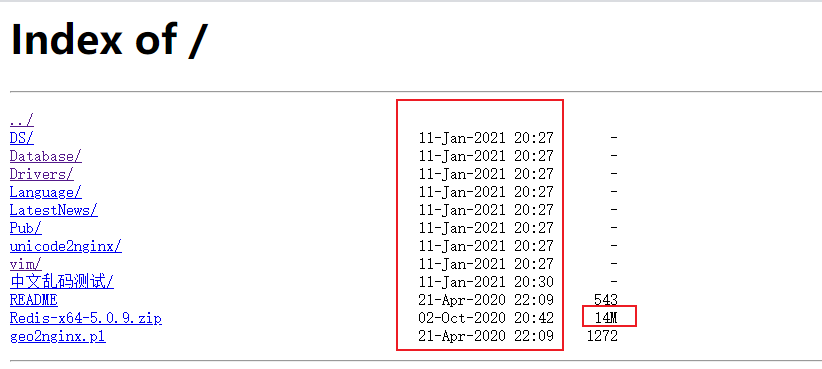 Index of /
../
DS/ 11-Jan-2021 20:27 -
Database/ 11-Jan-2021 20:27 -
Drivers/ 11-Jan-2021 20:27 -
Language/ 11-Jan-2021 20:27 -
LatestNews/ 11-Jan-2021 20:27 -
Pub/ 11-Jan-2021 20:27 -
unicode2nginx/ 11-Jan-2021 20:27 -
vim/ 11-Jan-2021 20:27 -
中文乱码测试/ 11-Jan-2021 20:30 -
README 21-Apr-2020 22:09 543
Redis-x64-5.0.9.zip 02-Oct-2020 20:42 14M
geo2nginx.pl 21-Apr-2020 22:09 1272